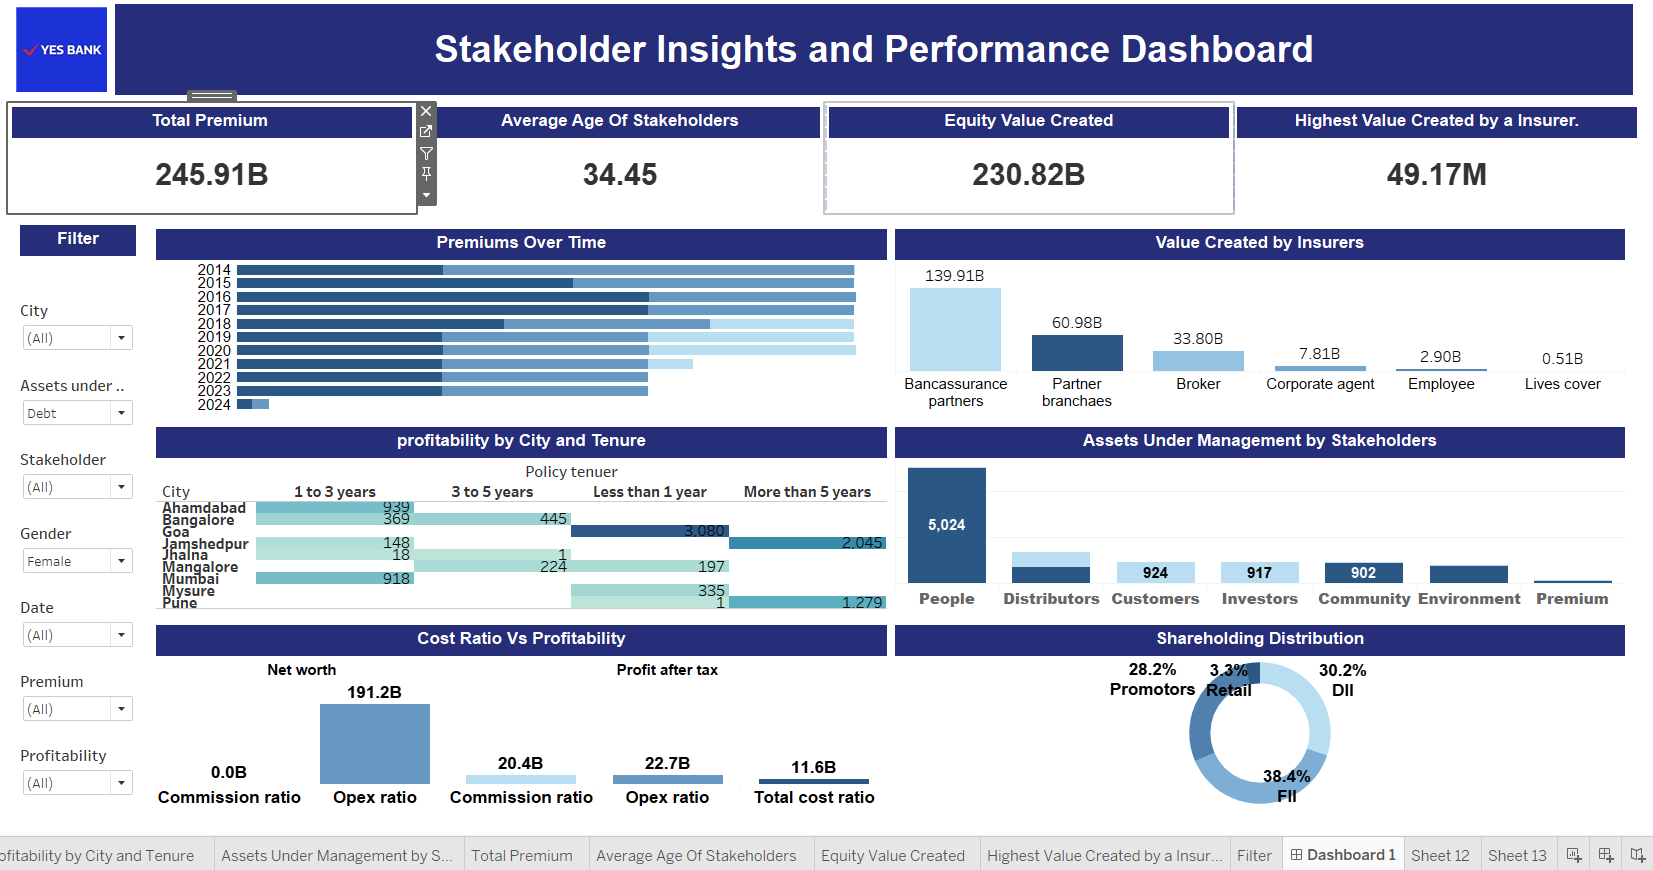 YES BANK
Stakeholder Insights and Performance Dashboard
Total Premium
Average Age Of Stakeholders
Equity Value Created
Highest Value Created by a Insurer.
245.91B
34.45
230.82B
49.17M
Filter
City
(All)
Assets under ..
Debt
Stakeholder
(All)
Gender
Female
Date
(All)
Premium
(All)
Profitability
(All)
Premiums Over Time
2014
2015
2016
2017
2018
2019
2020
2021
2022
2023
2024
Value Created by Insurers
139.91B
60.98B
33.80B
7.81B
2.90B
0.51B
Bancassurance partners
Partner branchaes
Broker
Corporate agent
Employee
Lives cover
profitability by City and Tenure
Policy tenuer
City 1 to 3 years 3 to 5 years Less than 1 year More than 5 years
Ahamdabad 939
Bangalore 369 445
Goa 3,080
Jamshedpur 148 2,045
Jhalna 18 1
Mangalore 224 197
Mumbai 918
Mysure 335
Pune 1 1,279
Assets Under Management by Stakeholders
5,024
924
917
902
People Distributors Customers Investors Community Environment Premium
Cost Ratio Vs Profitability
Net worth
Profit after tax
191.2B
0.0B
20.4B
22.7B
11.6B
Commission ratio
Opex ratio
Commission ratio
Opex ratio
Total cost ratio
Shareholding Distribution
28.2%
Promotors
3.3%
Retail
30.2%
DII
38.4%
FII
ofitability by City and Tenure
Assets Under Management by S...
Total Premium
Average Age Of Stakeholders
Equity Value Created
Highest Value Created by a Insur...
Filter
Dashboard 1
Sheet 12
Sheet 13